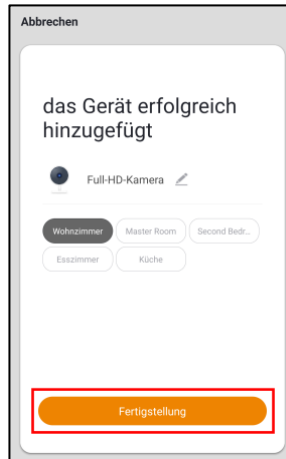 Abbrechen
das Gerät erfolgreich
hinzugefügt
Full-HD-Kamera
Wohnzimmer Master Room Second Bedr...
Esszimmer Küche
Fertigstellung